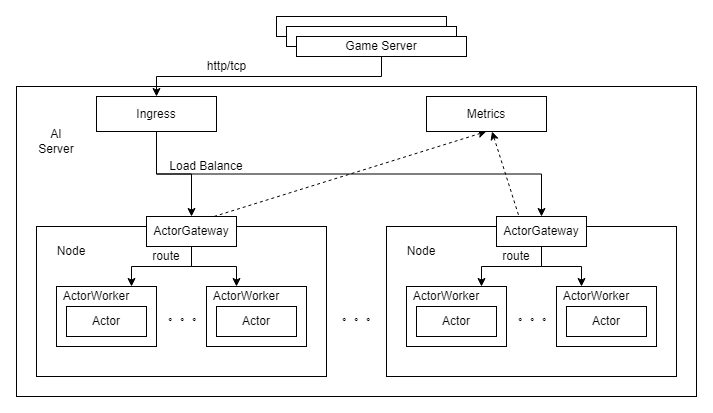 Game Server
http/tcp
Ingress
Metrics
AI
Server
Load Balance
ActorGateway
ActorGateway
Node
route
Node
route
ActorWorker
Actor
ActorWorker
Actor
ActorWorker
Actor
ActorWorker
Actor